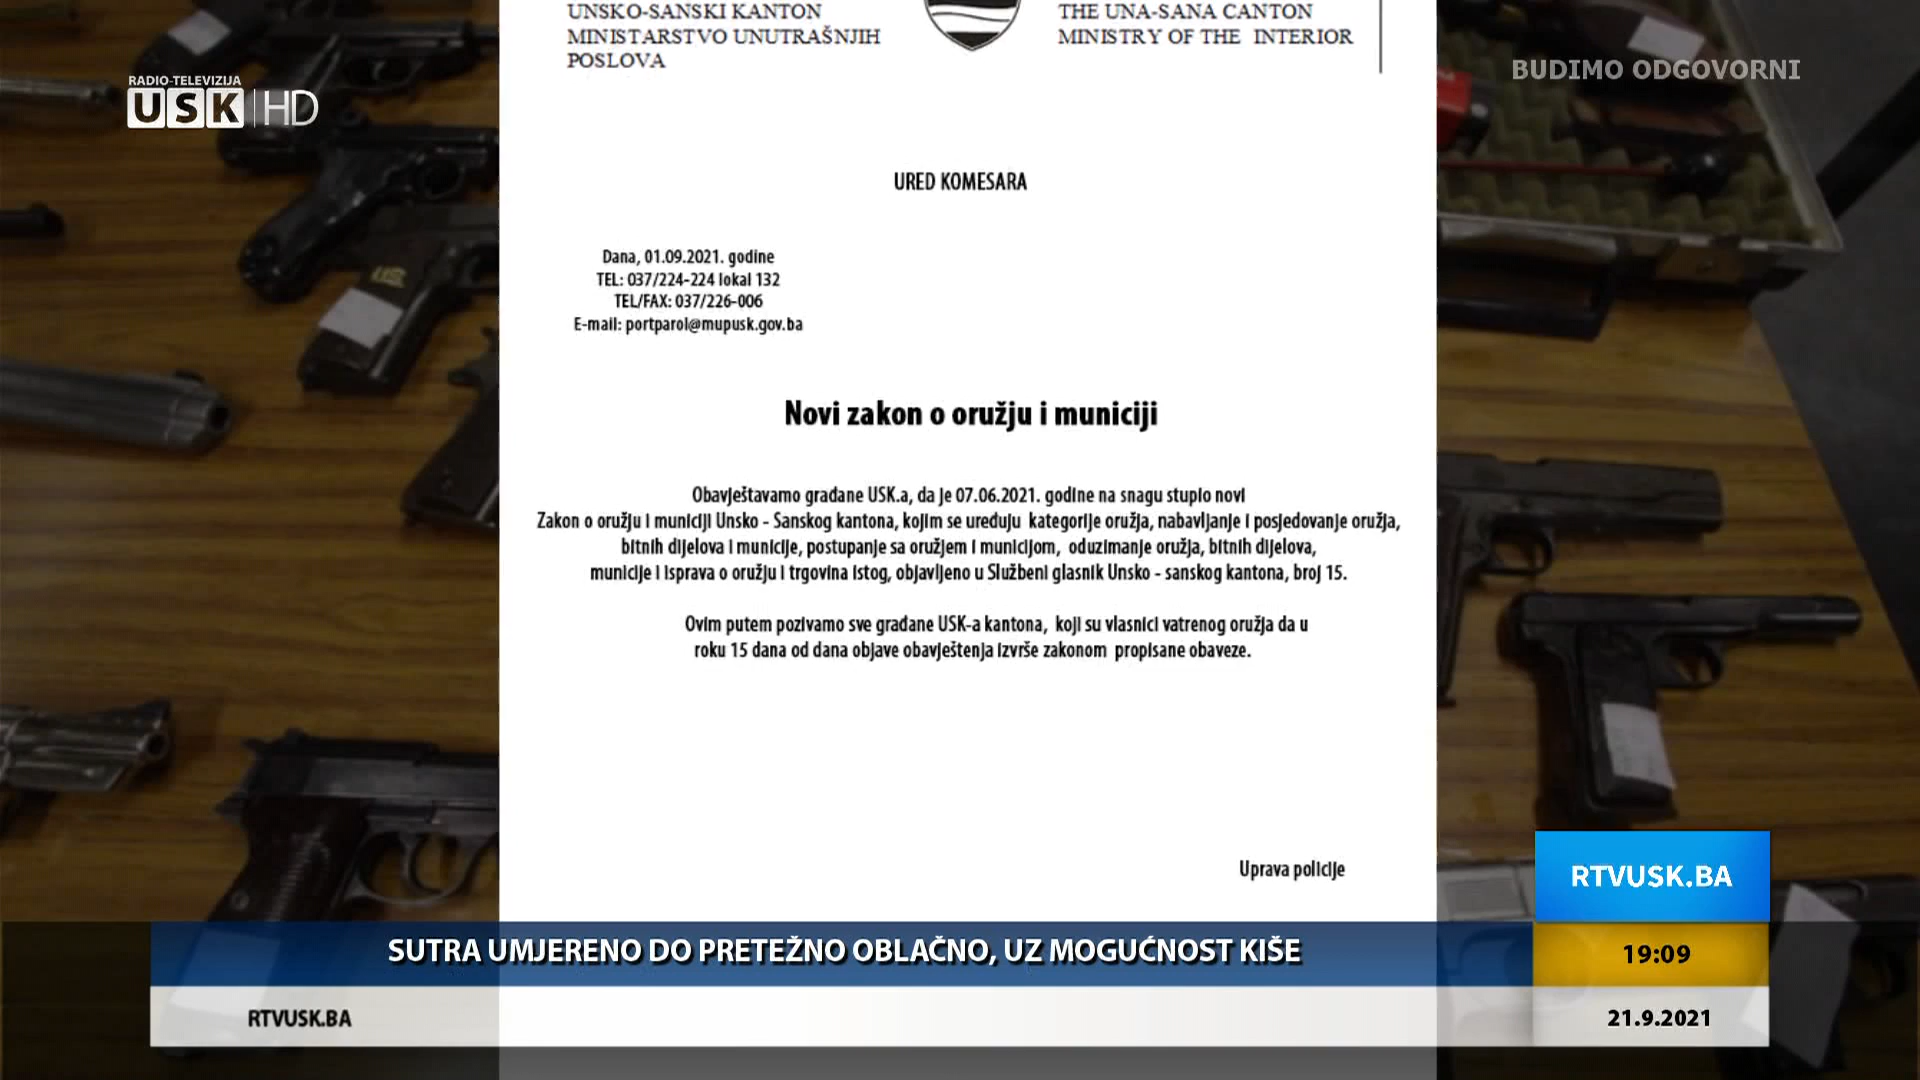 UNSKO-SANSKI KANTON
MINISTARSTVO UNUTRAŠNJIH
POSLOVA
THE UNA-SANA CANTON
MINISTRY OF THE INTERIOR
BUDIMO ODGOVORNI
RADIO-TELEVIZIJA
USK HD
URED KOMESARA
Dana, 01.09.2021. godine
TEL: 037/224-224 lokal 132
TEL/FAX: 037/226-006
E-mail: portparol@mupusk.gov.ba
Novi zakon o oružju i municiji
Obavještavamo građane USK.a, da je 07.06.2021. godine na snagu stupio novi
Zakon o oružju i municiji Unsko - Sanskog kantona, kojim se uređuju kategorije oružja, nabavljanje i posjedovanje oružja,
bitnih dijelova i municije, postupanje sa oružjem i municijom, oduzimanje oružja, bitnih dijelova,
municije i isprava o oružju i trgovina istog, objavljeno u Službeni glasnik Unsko - sanskog kantona, broj 15.
Ovim putem pozivamo sve građane USK-a kantona, koji su vlasnici vatrenog oružja da u
roku 15 dana od dana objave obavještenja izvrše zakonom propisane obaveze.
Uprava policije
RTVUSK.BA
SUTRA UMJERENO DO PRETEŽNO OBLAČNO, UZ MOGUĆNOST KIŠE
19:09
RTVUSK.BA
21.9.2021